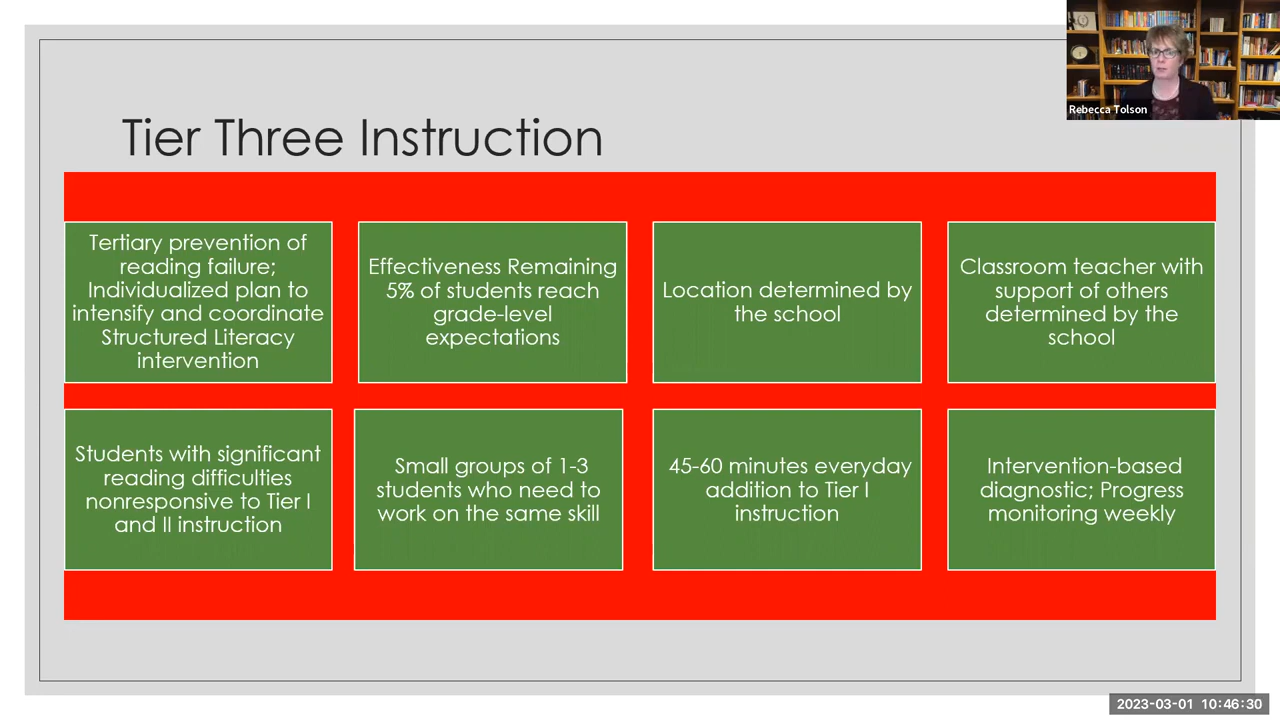 Rebecca Tolson
Tier Three Instruction
Tertiary prevention of
reading failure;
Individualized plan to
intensify and coordinate
Structured Literacy
intervention
Effectiveness Remaining
5% of students reach
grade-level
expectations
Location determined by
the school
Classroom teacher with
support of others
determined by the
school
Students with significant
reading difficulties
nonresponsive to Tier I
and II instruction
Small groups of 1-3
students who need to
work on the same skill
45-60 minutes everyday
addition to Tier I
instruction
Intervention-based
diagnostic; Progress
monitoring weekly
2023-03-01 10:46:30